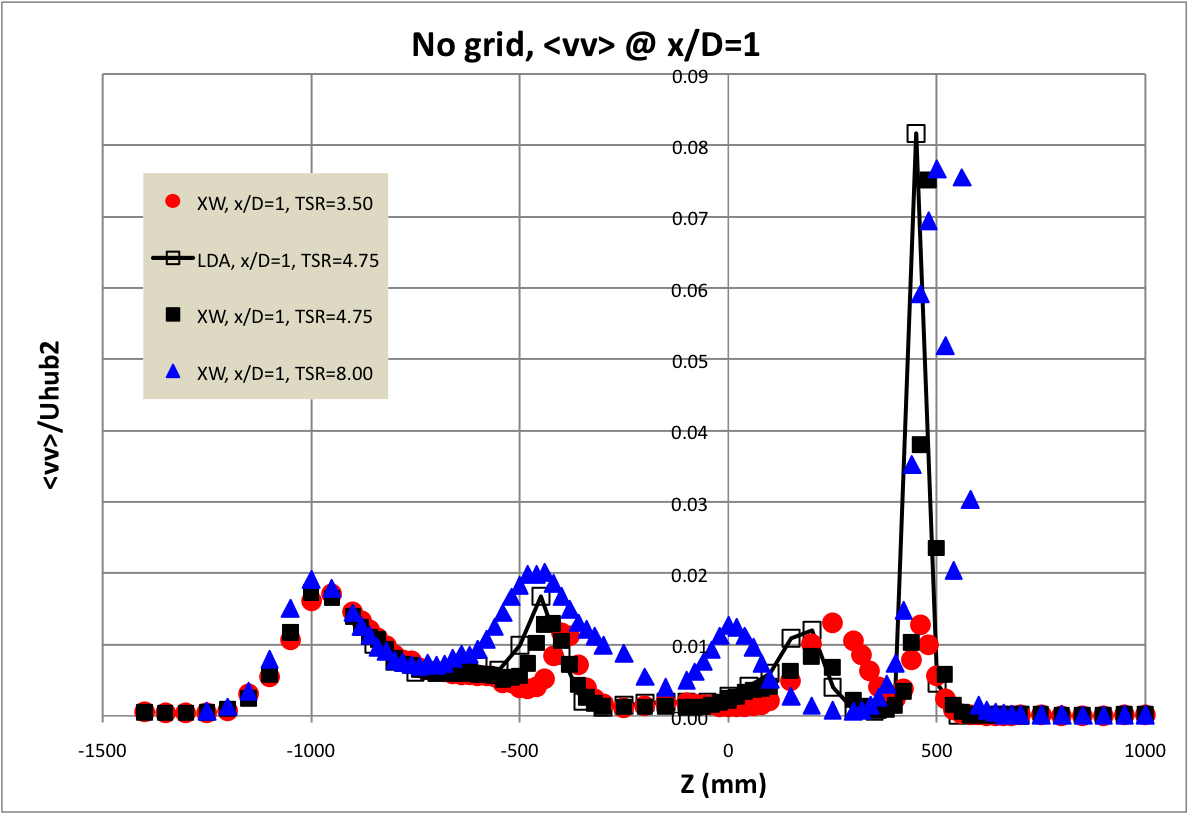 No grid, <vv> @ x/D=1
0.09
0.08
0.07
0.06
0.05
0.04
0.03
0.02
0.01
0.00
XW, x/D=1, TSR=3.50
LDA, x/D=1, TSR=4.75
XW, x/D=1, TSR=4.75
XW, x/D=1, TSR=8.00
<vv>/Uhub2
-1500 -1000 -500 0 500 1000
Z (mm)